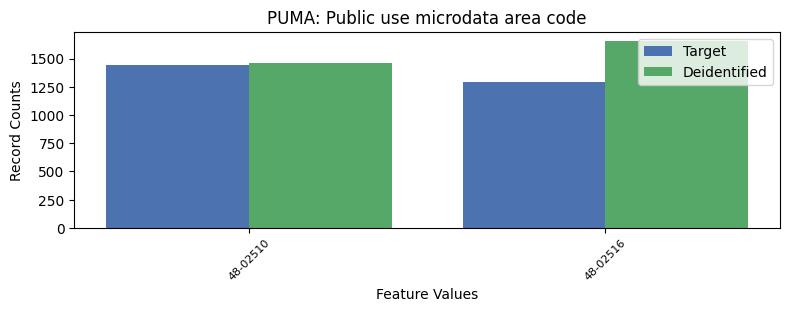 PUMA: Public use microdata area code
Target
Deidentified
1500
1250
1000
750
500
250
0
Record Counts
48-02510
48-02516
Feature Values